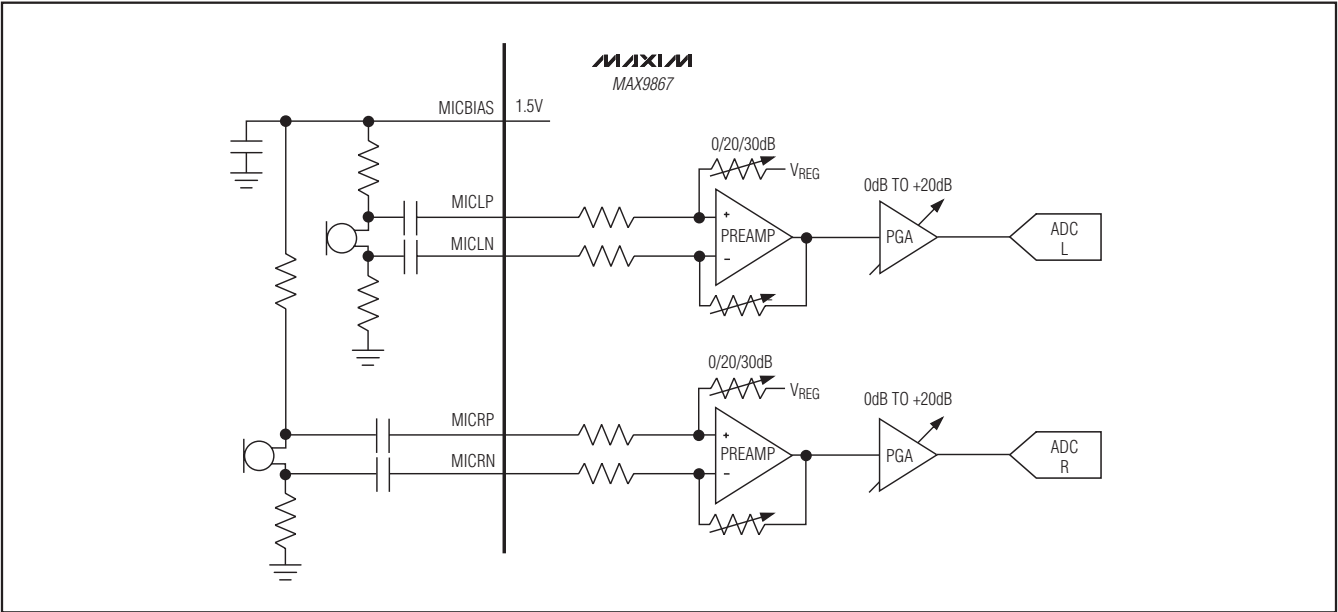 MAXIM
MAX9867
MICBIAS
1.5V
0/20/30dB
VREG
0dB TO +20dB
MICLP
MICLN
+
PREAMP
−
PGA
ADC
L
0/20/30dB
VREG
0dB TO +20dB
MICRP
MICRN
+
PREAMP
−
PGA
ADC
R